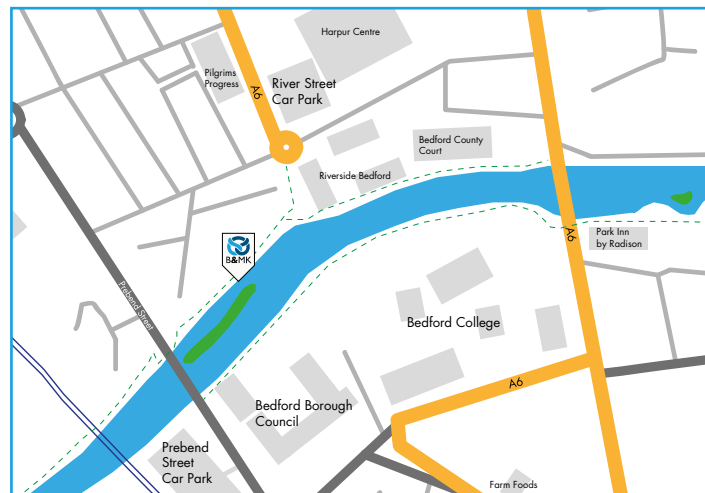 Harpur Centre
Pilgrims
Progress
River Street
Car Park
A6
Bedford County
Court
Riverside Bedford
B&MK
A6
Park Inn
by Radison
Prebend Street
Bedford College
A6
Bedford Borough
Council
Prebend
Street
Car Park
Farm Foods